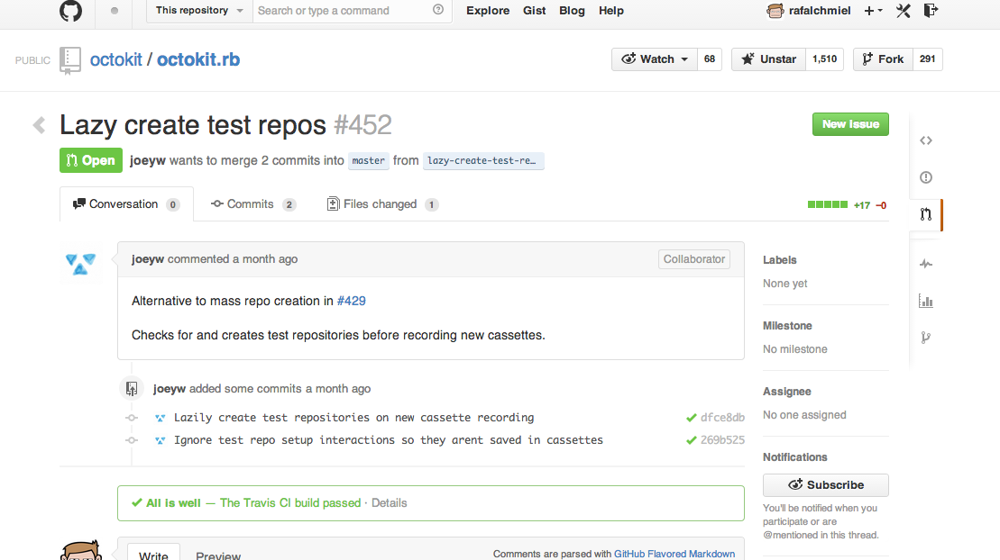 This repository Search or type a command Explore Gist Blog Help rafalchmiel
PUBLIC octokit / octokit.rb Watch 68 Unstar 1,510 Fork 291
Lazy create test repos #452 New Issue
Open joeyw wants to merge 2 commits into master from lazy-create-test-re…
Conversation 0 Commits 2 Files changed 1 +17 −0
joeyw commented a month ago Collaborator
Alternative to mass repo creation in #429
Checks for and creates test repositories before recording new cassettes.
joeyw added some commits a month ago
Lazily create test repositories on new cassette recording dfce8db
Ignore test repo setup interactions so they arent saved in cassettes 269b525
All is well — The Travis CI build passed · Details
Write Preview Comments are parsed with GitHub Flavored Markdown
Labels
None yet
Milestone
No milestone
Assignee
No one assigned
Notifications
Subscribe
You'll be notified when you
participate or are
@mentioned in this thread.